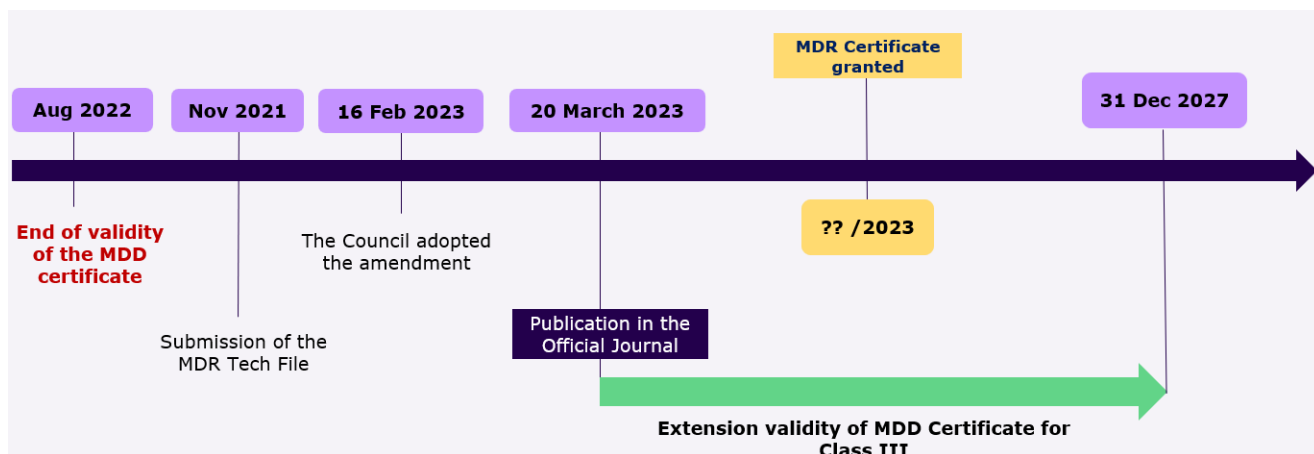 MDR Certificate
granted
Aug 2022
Nov 2021
16 Feb 2023
20 March 2023
31 Dec 2027
End of validity
of the MDD
certificate
Submission of the
MDR Tech File
The Council adopted
the amendment
Publication in the
Official Journal
?? /2023
Extension validity of MDD Certificate for
Class III